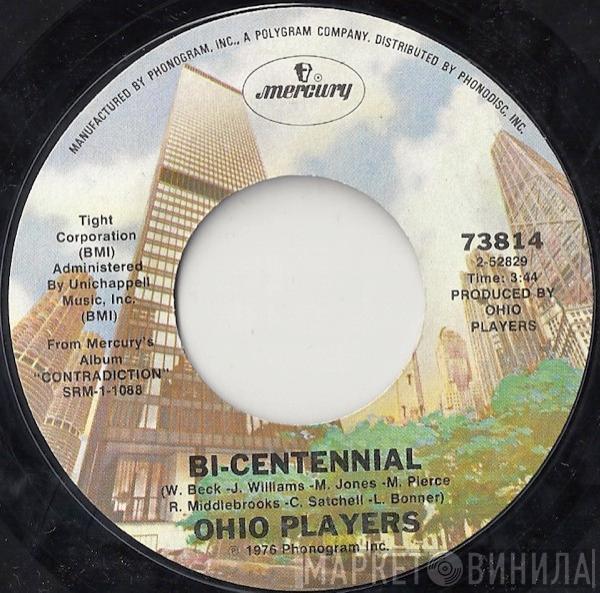 MANUFACTURED BY PHONOGRAM, INC., A POLYGRAM COMPANY, DISTRIBUTED BY PHONODISC, INC.
mercury
Tight
Corporation
(BMI)
Administered
By Unichappell
Music, Inc.
(BMI)
From Mercury's
Album
"CONTRADICTION"
SRM-1-1088
73814
2-52829
Time: 3:44
PRODUCED BY
OHIO
PLAYERS
BI-CENTENNIAL
(W. Beck -J. Williams -M. Jones -M. Pierce
R. Middlebrooks -C. Satchell -L. Bonner)
OHIO PLAYERS
℗ 1976 Phonogram Inc.
МАРКЕТ ВИНИЛА